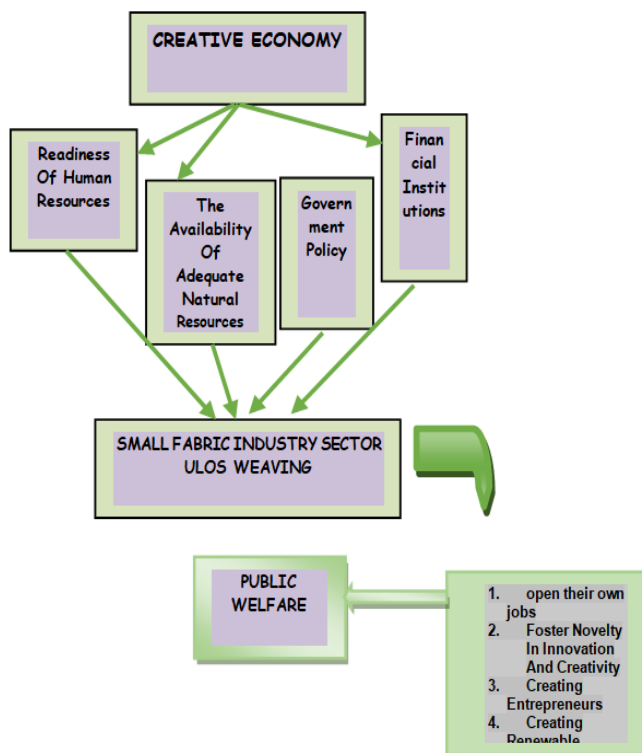 CREATIVE ECONOMY
Readiness
Of Human
Resources
The
Availability
Of
Adequate
Natural
Resources
Govern
ment
Policy
Finan
cial
Instit
utions
SMALL FABRIC INDUSTRY SECTOR
ULOS WEAVING
PUBLIC
WELFARE
1. open their own
jobs
2. Foster Novelty
In Innovation
And Creativity
3. Creating
Entrepreneurs
4. Creating
Renewable